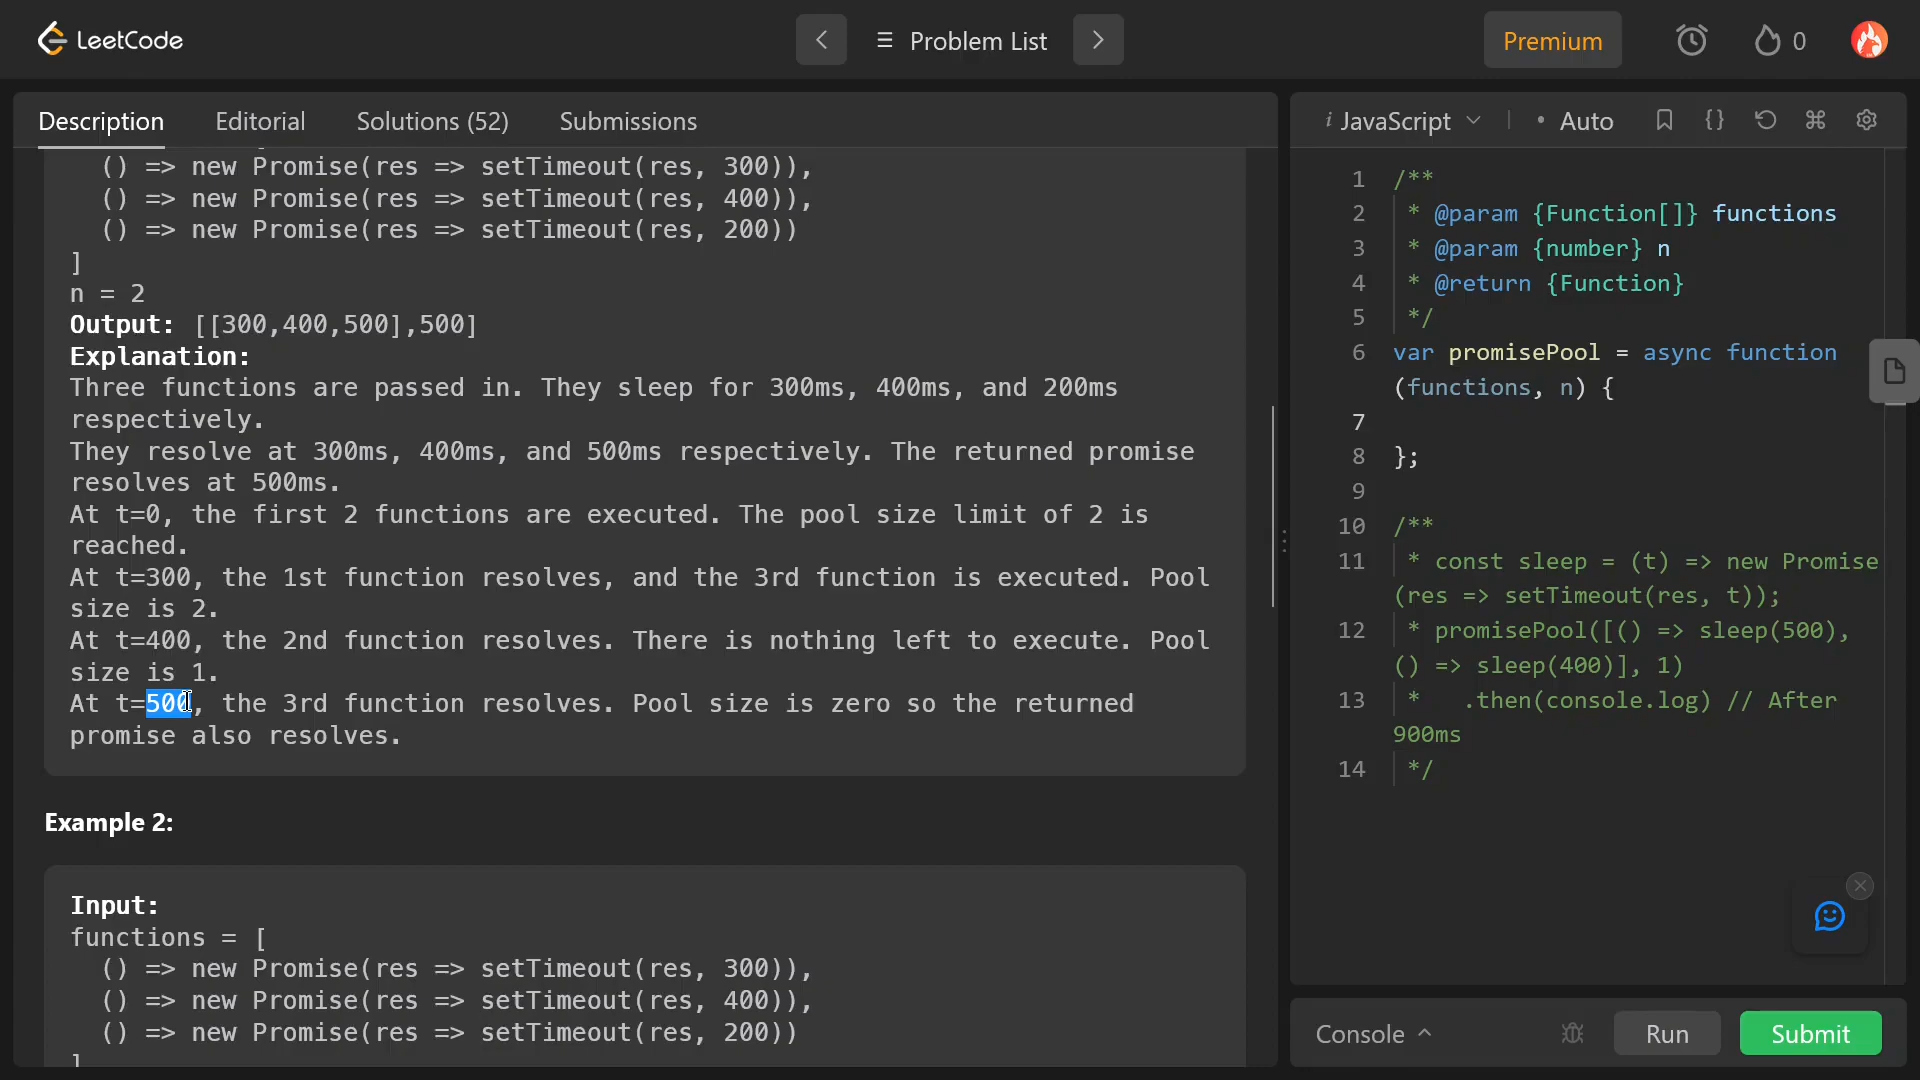 LeetCode
Problem List
Premium
0
Description
Editorial
Solutions (52)
Submissions
() => new Promise(res => setTimeout(res, 300)),
() => new Promise(res => setTimeout(res, 400)),
() => new Promise(res => setTimeout(res, 200))
]
n = 2
Output: [[300,400,500],500]
Explanation:
Three functions are passed in. They sleep for 300ms, 400ms, and 200ms
respectively.
They resolve at 300ms, 400ms, and 500ms respectively. The returned promise
resolves at 500ms.
At t=0, the first 2 functions are executed. The pool size limit of 2 is
reached.
At t=300, the 1st function resolves, and the 3rd function is executed. Pool
size is 2.
At t=400, the 2nd function resolves. There is nothing left to execute. Pool
size is 1.
At t=500, the 3rd function resolves. Pool size is zero so the returned
promise also resolves.
Example 2:
Input:
functions = [
() => new Promise(res => setTimeout(res, 300)),
() => new Promise(res => setTimeout(res, 400)),
() => new Promise(res => setTimeout(res, 200))
]
i JavaScript
• Auto
{}
1 /**
2 * @param {Function[]} functions
3 * @param {number} n
4 * @return {Function}
5 */
6 var promisePool = async function
(functions, n) {
7
8 };
9
10 /**
11 * const sleep = (t) => new Promise
(res => setTimeout(res, t));
12 * promisePool([() => sleep(500),
() => sleep(400)], 1)
13 *   .then(console.log) // After
900ms
14 */
Console
Run
Submit